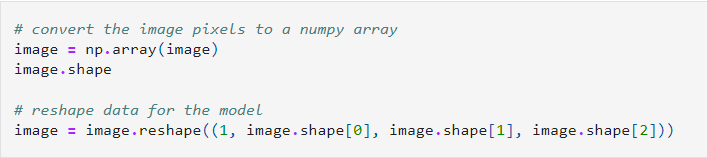 # convert the image pixels to a numpy array
image = np.array(image)
image.shape
# reshape data for the model
image = image.reshape((1, image.shape[0], image.shape[1], image.shape[2]))